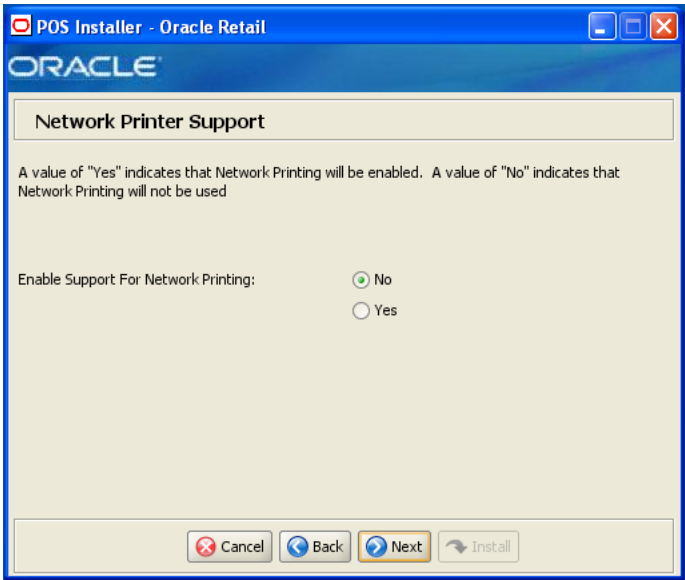 POS Installer - Oracle Retail
ORACLE
Network Printer Support
A value of "Yes" indicates that Network Printing will be enabled. A value of "No" indicates that
Network Printing will not be used
Enable Support For Network Printing:
No
Yes
Cancel
Back
Next
Install